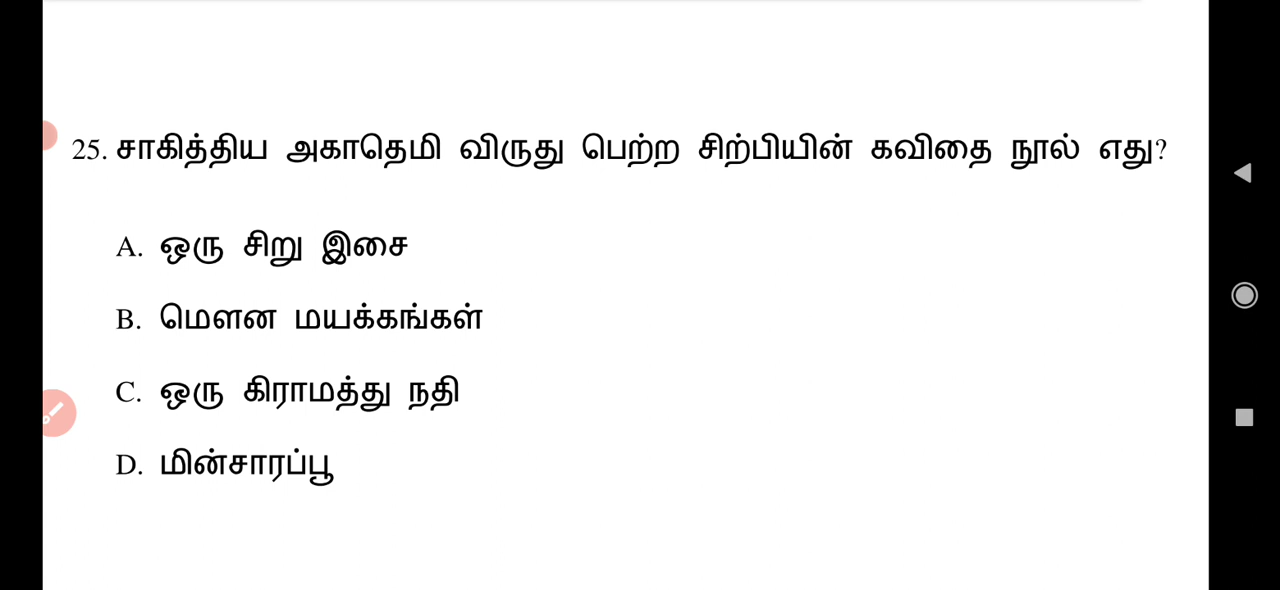 25. சாகித்திய அகாதெமி விருது பெற்ற சிற்பியின் கவிதை நூல் எது?
A. ஒரு சிறு இசை
B. மௌன மயக்கங்கள்
C. ஒரு கிராமத்து நதி
D. மின்சாரப்பூ